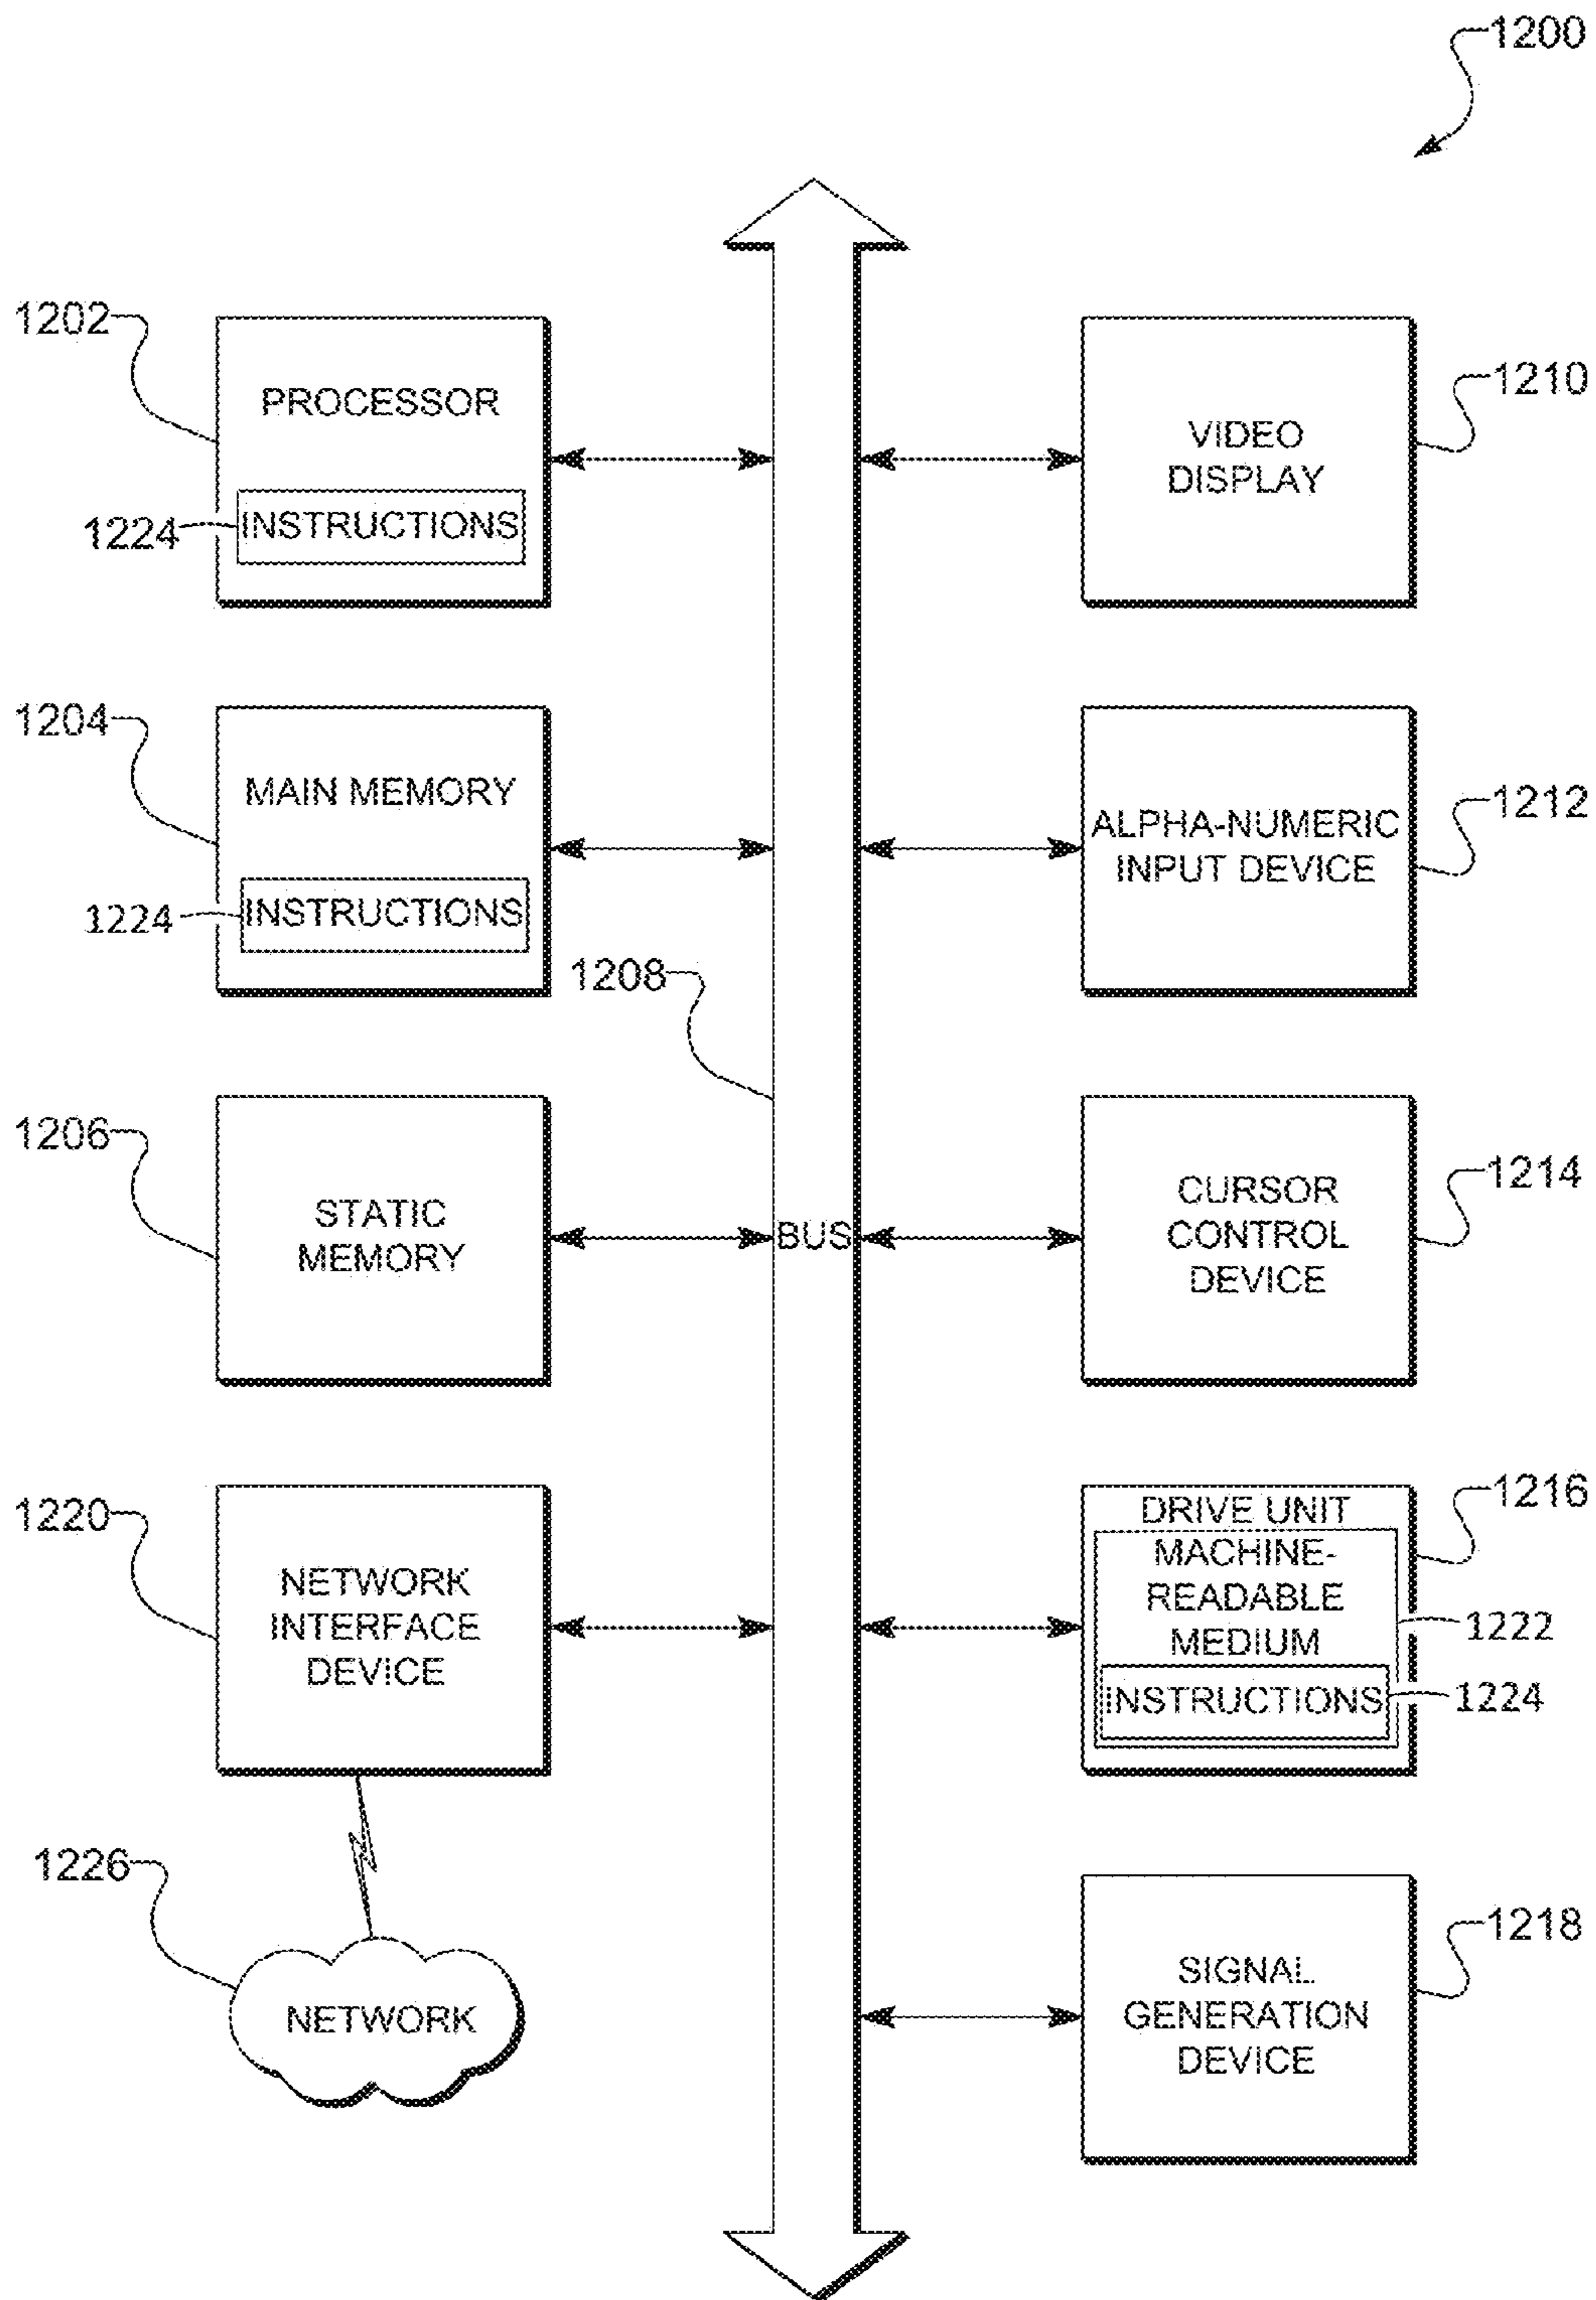 1200
1202
PROCESSOR
1224
INSTRUCTIONS
1210
VIDEO
DISPLAY
1204
MAIN MEMORY
1224
INSTRUCTIONS
1212
ALPHA-NUMERIC
INPUT DEVICE
1208
1206
STATIC
MEMORY
BUS
1214
CURSOR
CONTROL
DEVICE
1220
NETWORK
INTERFACE
DEVICE
1216
DRIVE UNIT
MACHINE-
READABLE
MEDIUM
1222
INSTRUCTIONS
1224
1226
NETWORK
1218
SIGNAL
GENERATION
DEVICE